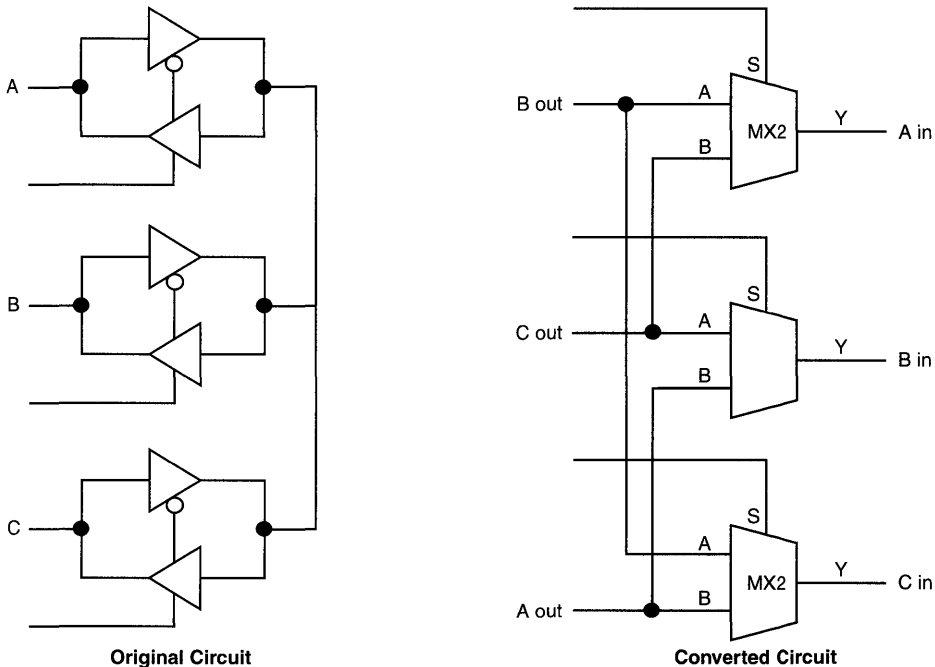 A
B
C
Original Circuit
S
B out
A
MX2
Y
A in
B
S
C out
A
Y
B in
B
S
A
MX2
Y
C in
A out
B
Converted Circuit